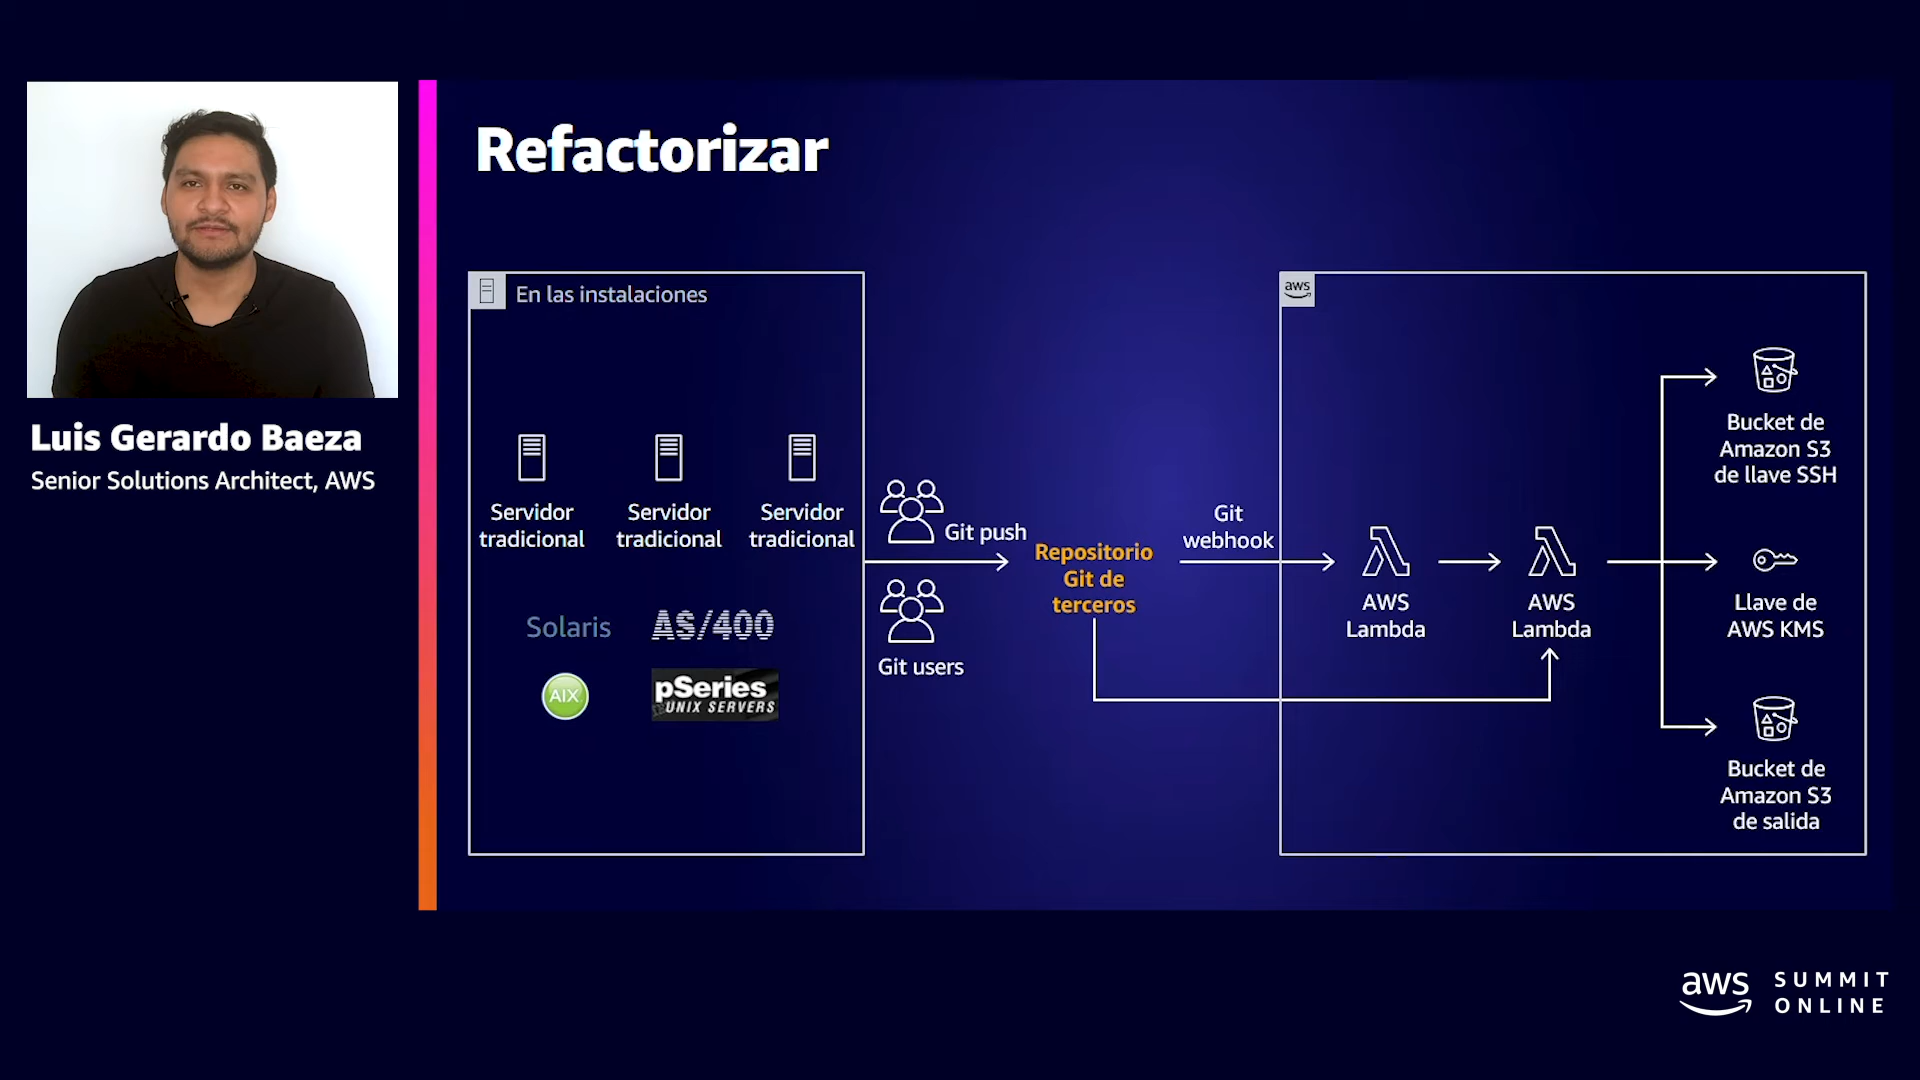 Refactorizar
Luis Gerardo Baeza
Senior Solutions Architect, AWS
En las instalaciones
Servidor
tradicional
Servidor
tradicional
Servidor
tradicional
Solaris
AS/400
AIX
pSeries
UNIX SERVERS
Git push
Git users
Repositorio
Git de
terceros
Git
webhook
aws
AWS
Lambda
AWS
Lambda
Bucket de
Amazon S3
de llave SSH
Llave de
AWS KMS
Bucket de
Amazon S3
de salida
aws
SUMMIT
ONLINE